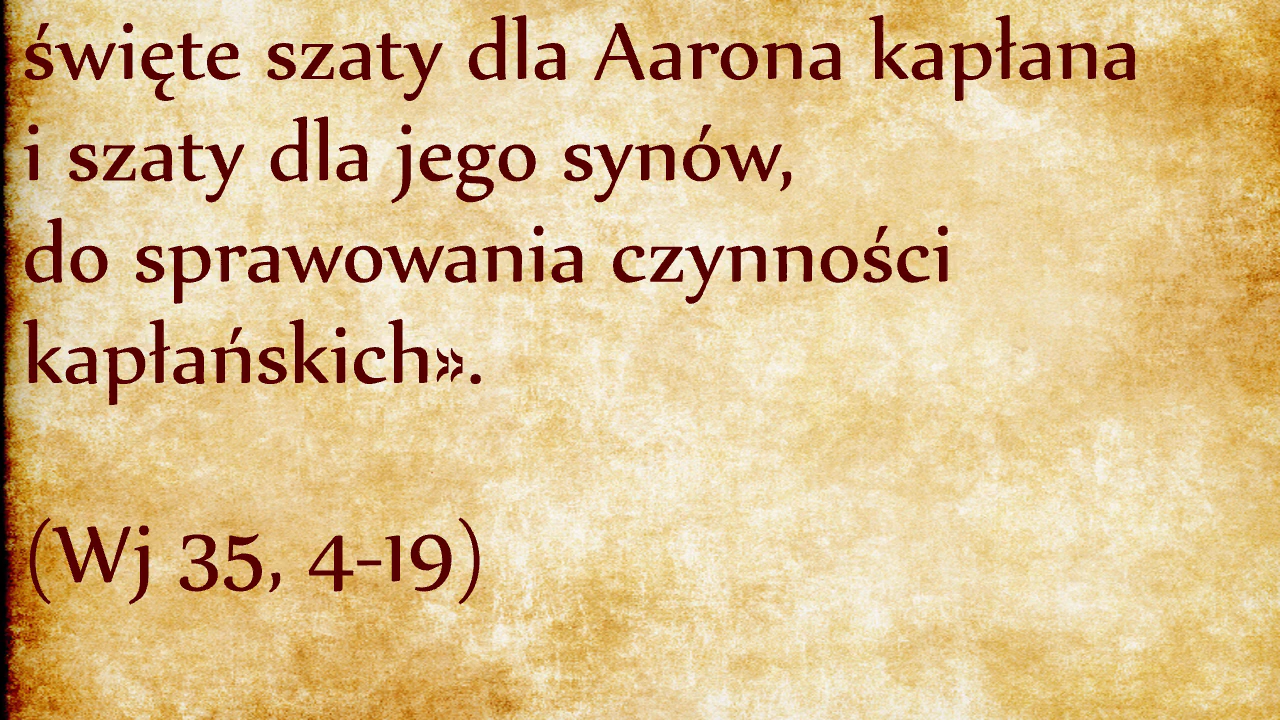 święte szaty dla Aarona kapłana
i szaty dla jego synów,
do sprawowania czynności
kapłańskich».
(Wj 35, 4-19)